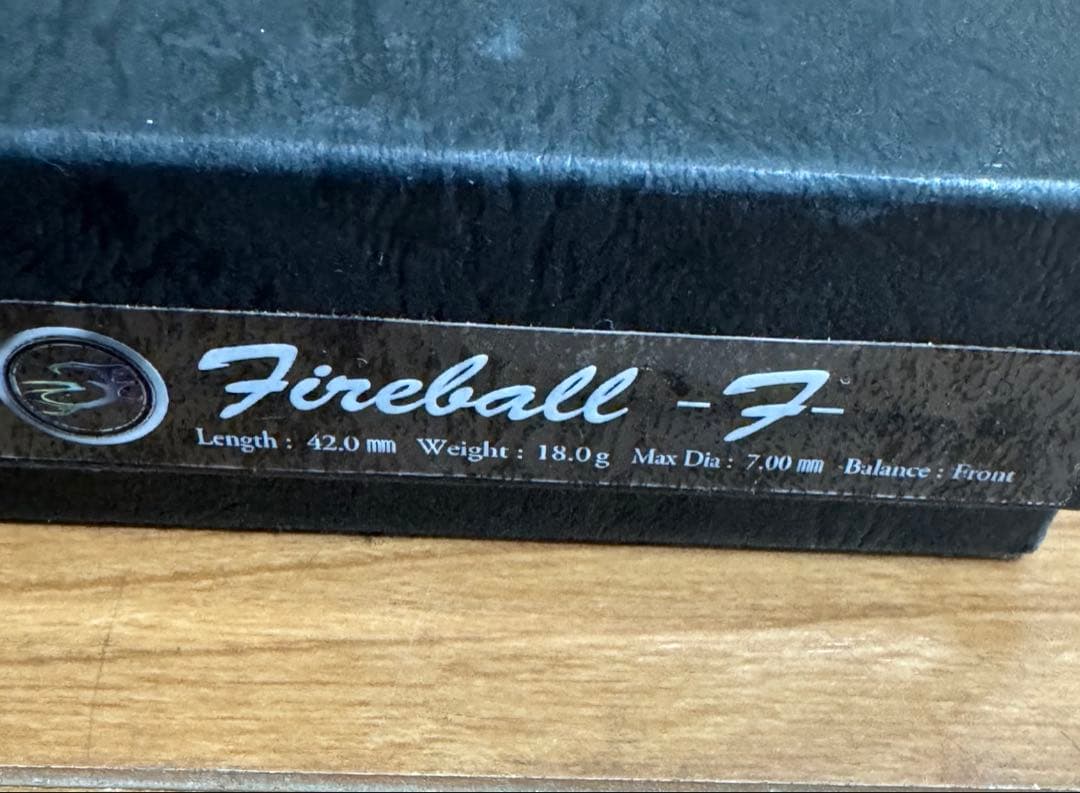 Fireball -F-
Length : 42.0 ㎜ Weight : 18.0g Max Dia : 7.00 ㎜ Balance : Front